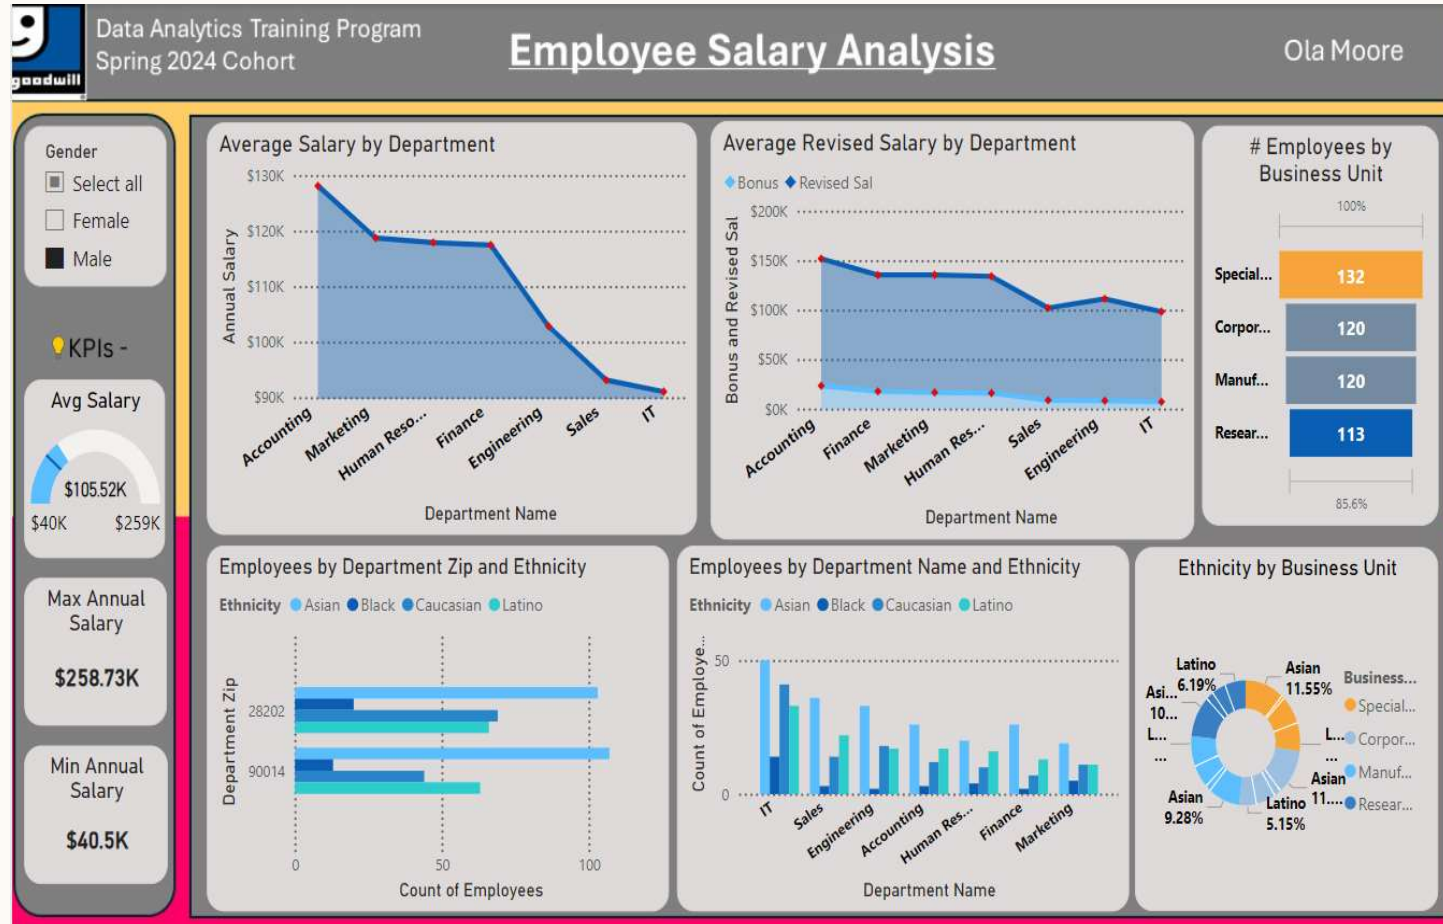 goodwill
Data Analytics Training Program
Spring 2024 Cohort
Employee Salary Analysis
Ola Moore
Gender
Select all
Female
Male
KPIs -
Avg Salary
$105.52K
$40K
$259K
Max Annual
Salary
$258.73K
Min Annual
Salary
$40.5K
Average Salary by Department
Annual Salary
$130K
$120K
$110K
$100K
$90K
Accounting
Marketing
Human Reso...
Finance
Engineering
Sales
IT
Department Name
Average Revised Salary by Department
Bonus
Revised Sal
Bonus and Revised Sal
$200K
$150K
$100K
$50K
$0K
Accounting
Finance
Marketing
Human Res...
Sales
Engineering
IT
Department Name
# Employees by
Business Unit
100%
Special... 132
Corpor... 120
Manuf... 120
Resear... 113
85.6%
Employees by Department Zip and Ethnicity
Ethnicity Asian Black Caucasian Latino
Department Zip
28202
90014
0 50 100
Count of Employees
Employees by Department Name and Ethnicity
Ethnicity Asian Black Caucasian Latino
Count of Employe...
50
0
IT
Sales
Engineering
Accounting
Human Res...
Finance
Marketing
Department Name
Ethnicity by Business Unit
Latino
6.19%
Asian
11.55%
Asi...
10...
L...
...
L...
...
Asian
11....
Asian
9.28%
Latino
5.15%
Business...
Special...
Corpor...
Manuf...
Resear...